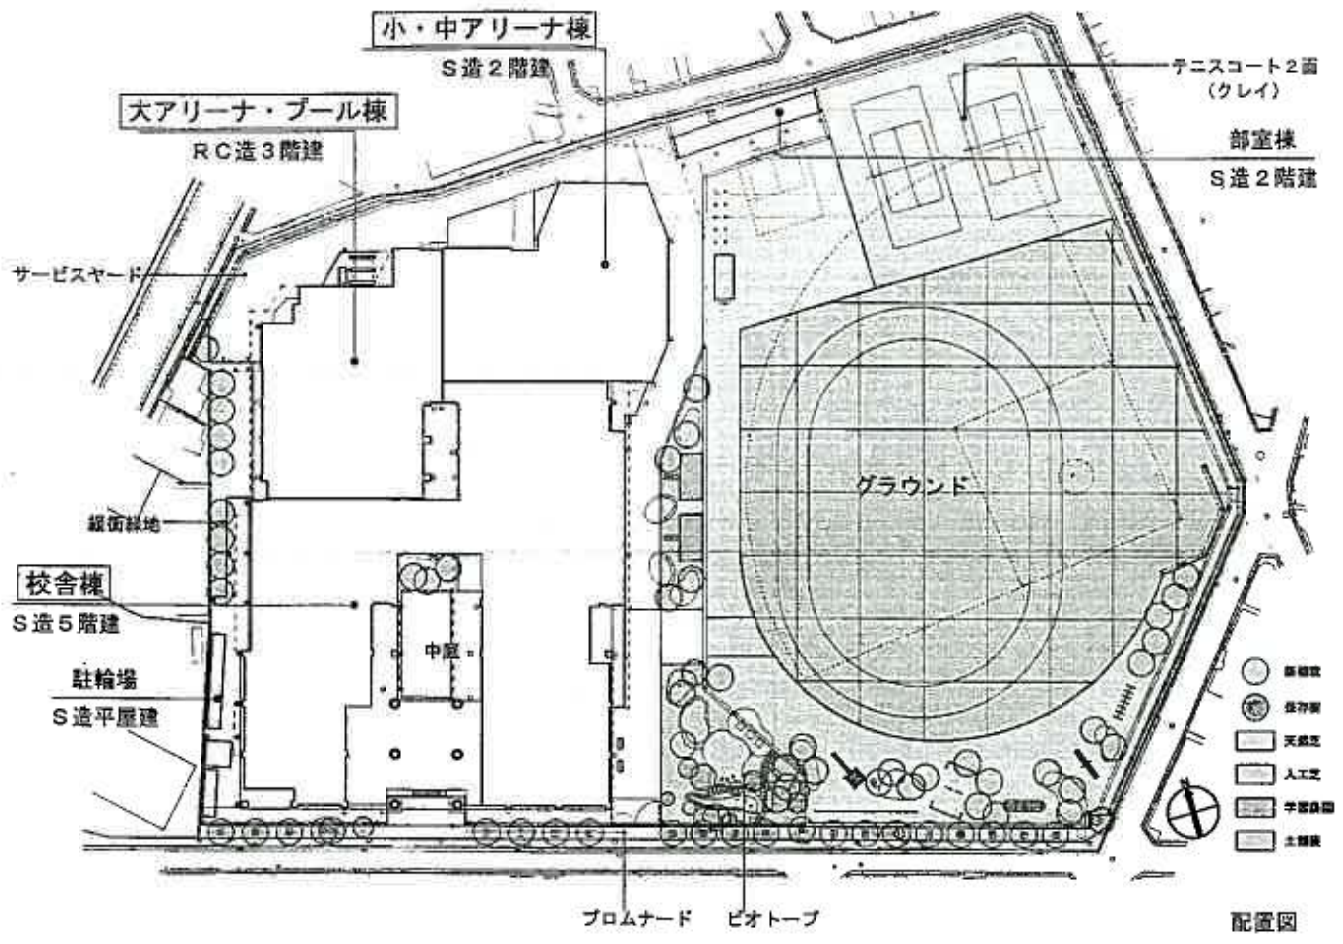 小・中アリーナ棟
S造2階建
大アリーナ・プール棟
RC造3階建
テニスコート2面
(クレイ)
部室棟
S造2階建
サービスヤード
グラウンド
緩衝緑地
校舎棟
S造5階建
中庭
駐輪場
S造平屋建
保存樹
天然芝
人工芝
プロムナード
ビオトープ
配置図